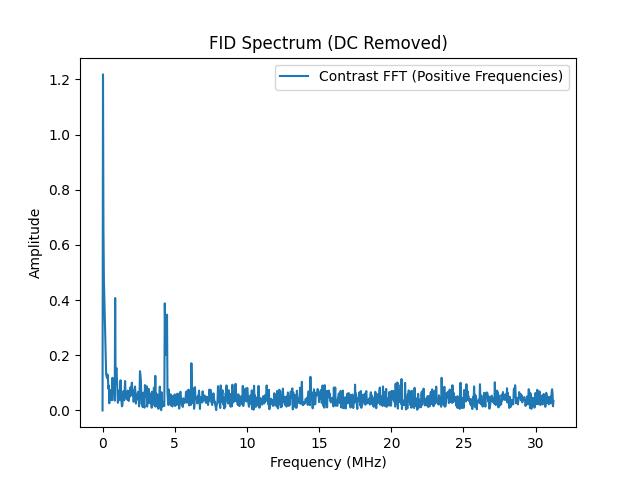 FID Spectrum (DC Removed)
Contrast FFT (Positive Frequencies)
1.2
1.0
0.8
0.6
0.4
0.2
0.0
Amplitude
0 5 10 15 20 25 30
Frequency (MHz)